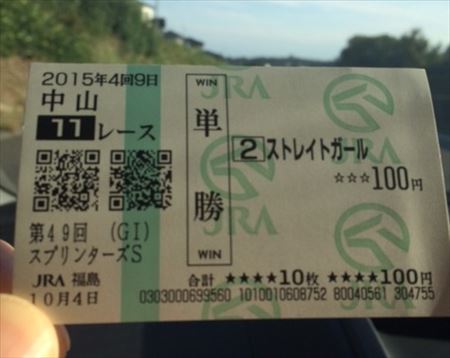 2015年4回9日
中山
11レース
第49回 (GⅠ)
スプリンターズS
JRA 福島
10月4日
WIN
単勝
WIN
2 ストレイトガール
☆☆☆100円
合計 ★★★★10枚 ★★★★100円
0303000699560 1010010608752 80040561 304755
JRA
JRA
JRA
JRA